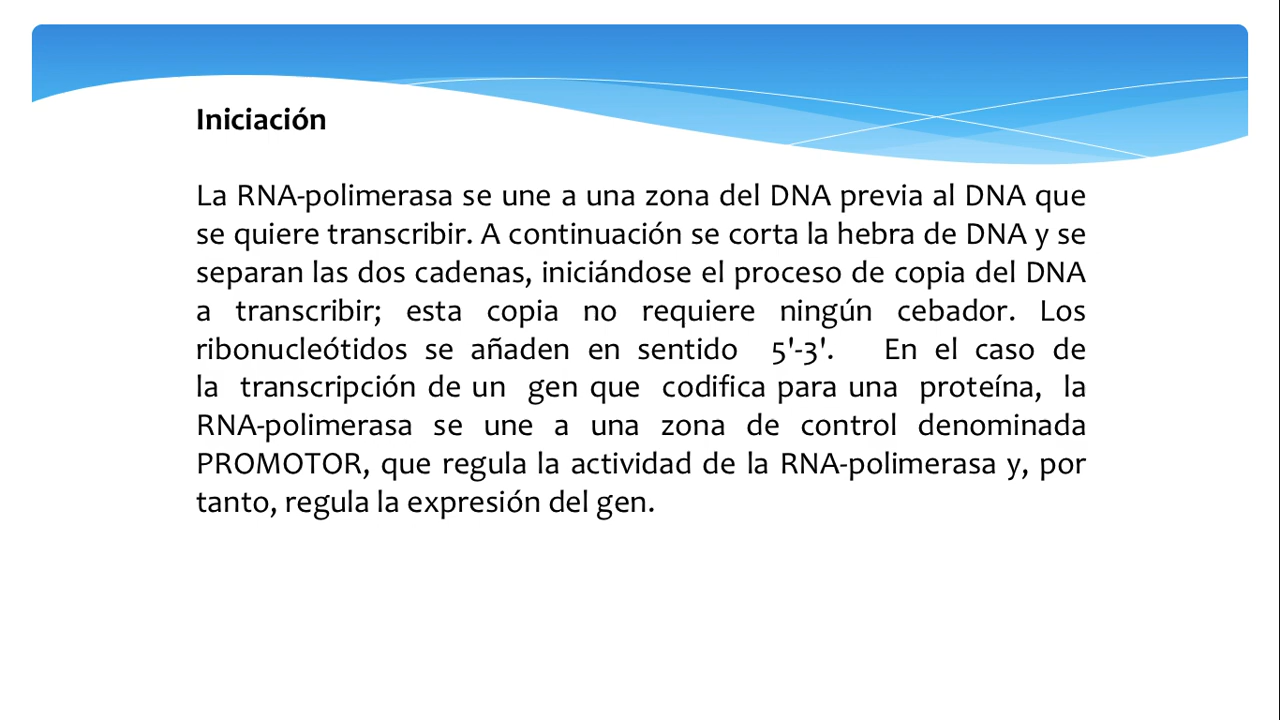 Iniciación
La RNA-polimerasa se une a una zona del DNA previa al DNA que
se quiere transcribir. A continuación se corta la hebra de DNA y se
separan las dos cadenas, iniciándose el proceso de copia del DNA
a transcribir; esta copia no requiere ningún cebador. Los
ribonucleótidos se añaden en sentido 5'-3'. En el caso de
la transcripción de un gen que codifica para una proteína, la
RNA-polimerasa se une a una zona de control denominada
PROMOTOR, que regula la actividad de la RNA-polimerasa y, por
tanto, regula la expresión del gen.